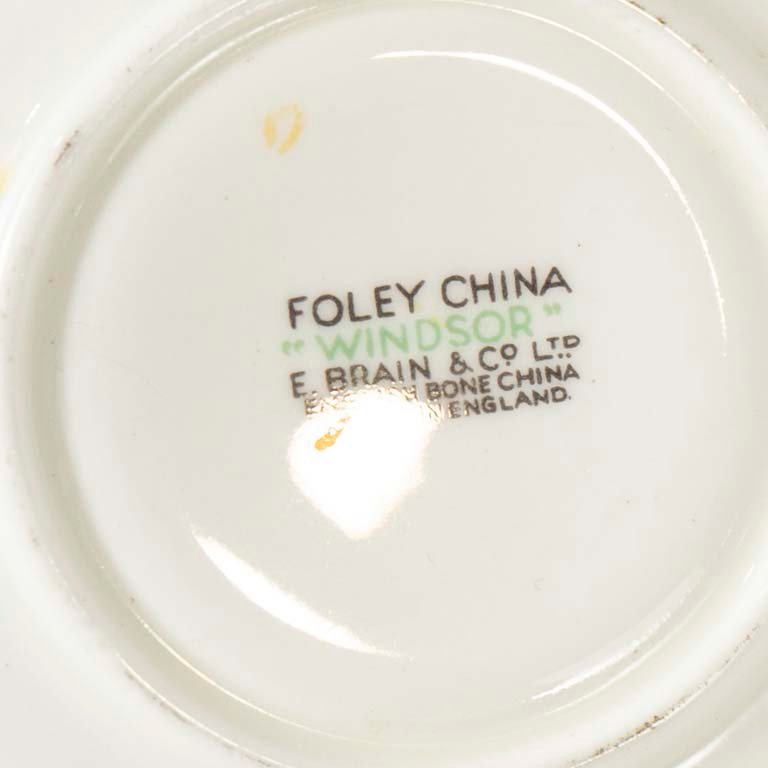 FOLEY CHINA
"WINDSOR"
E. BRAIN & Co. LTD
BONE CHINA
ENGLAND.